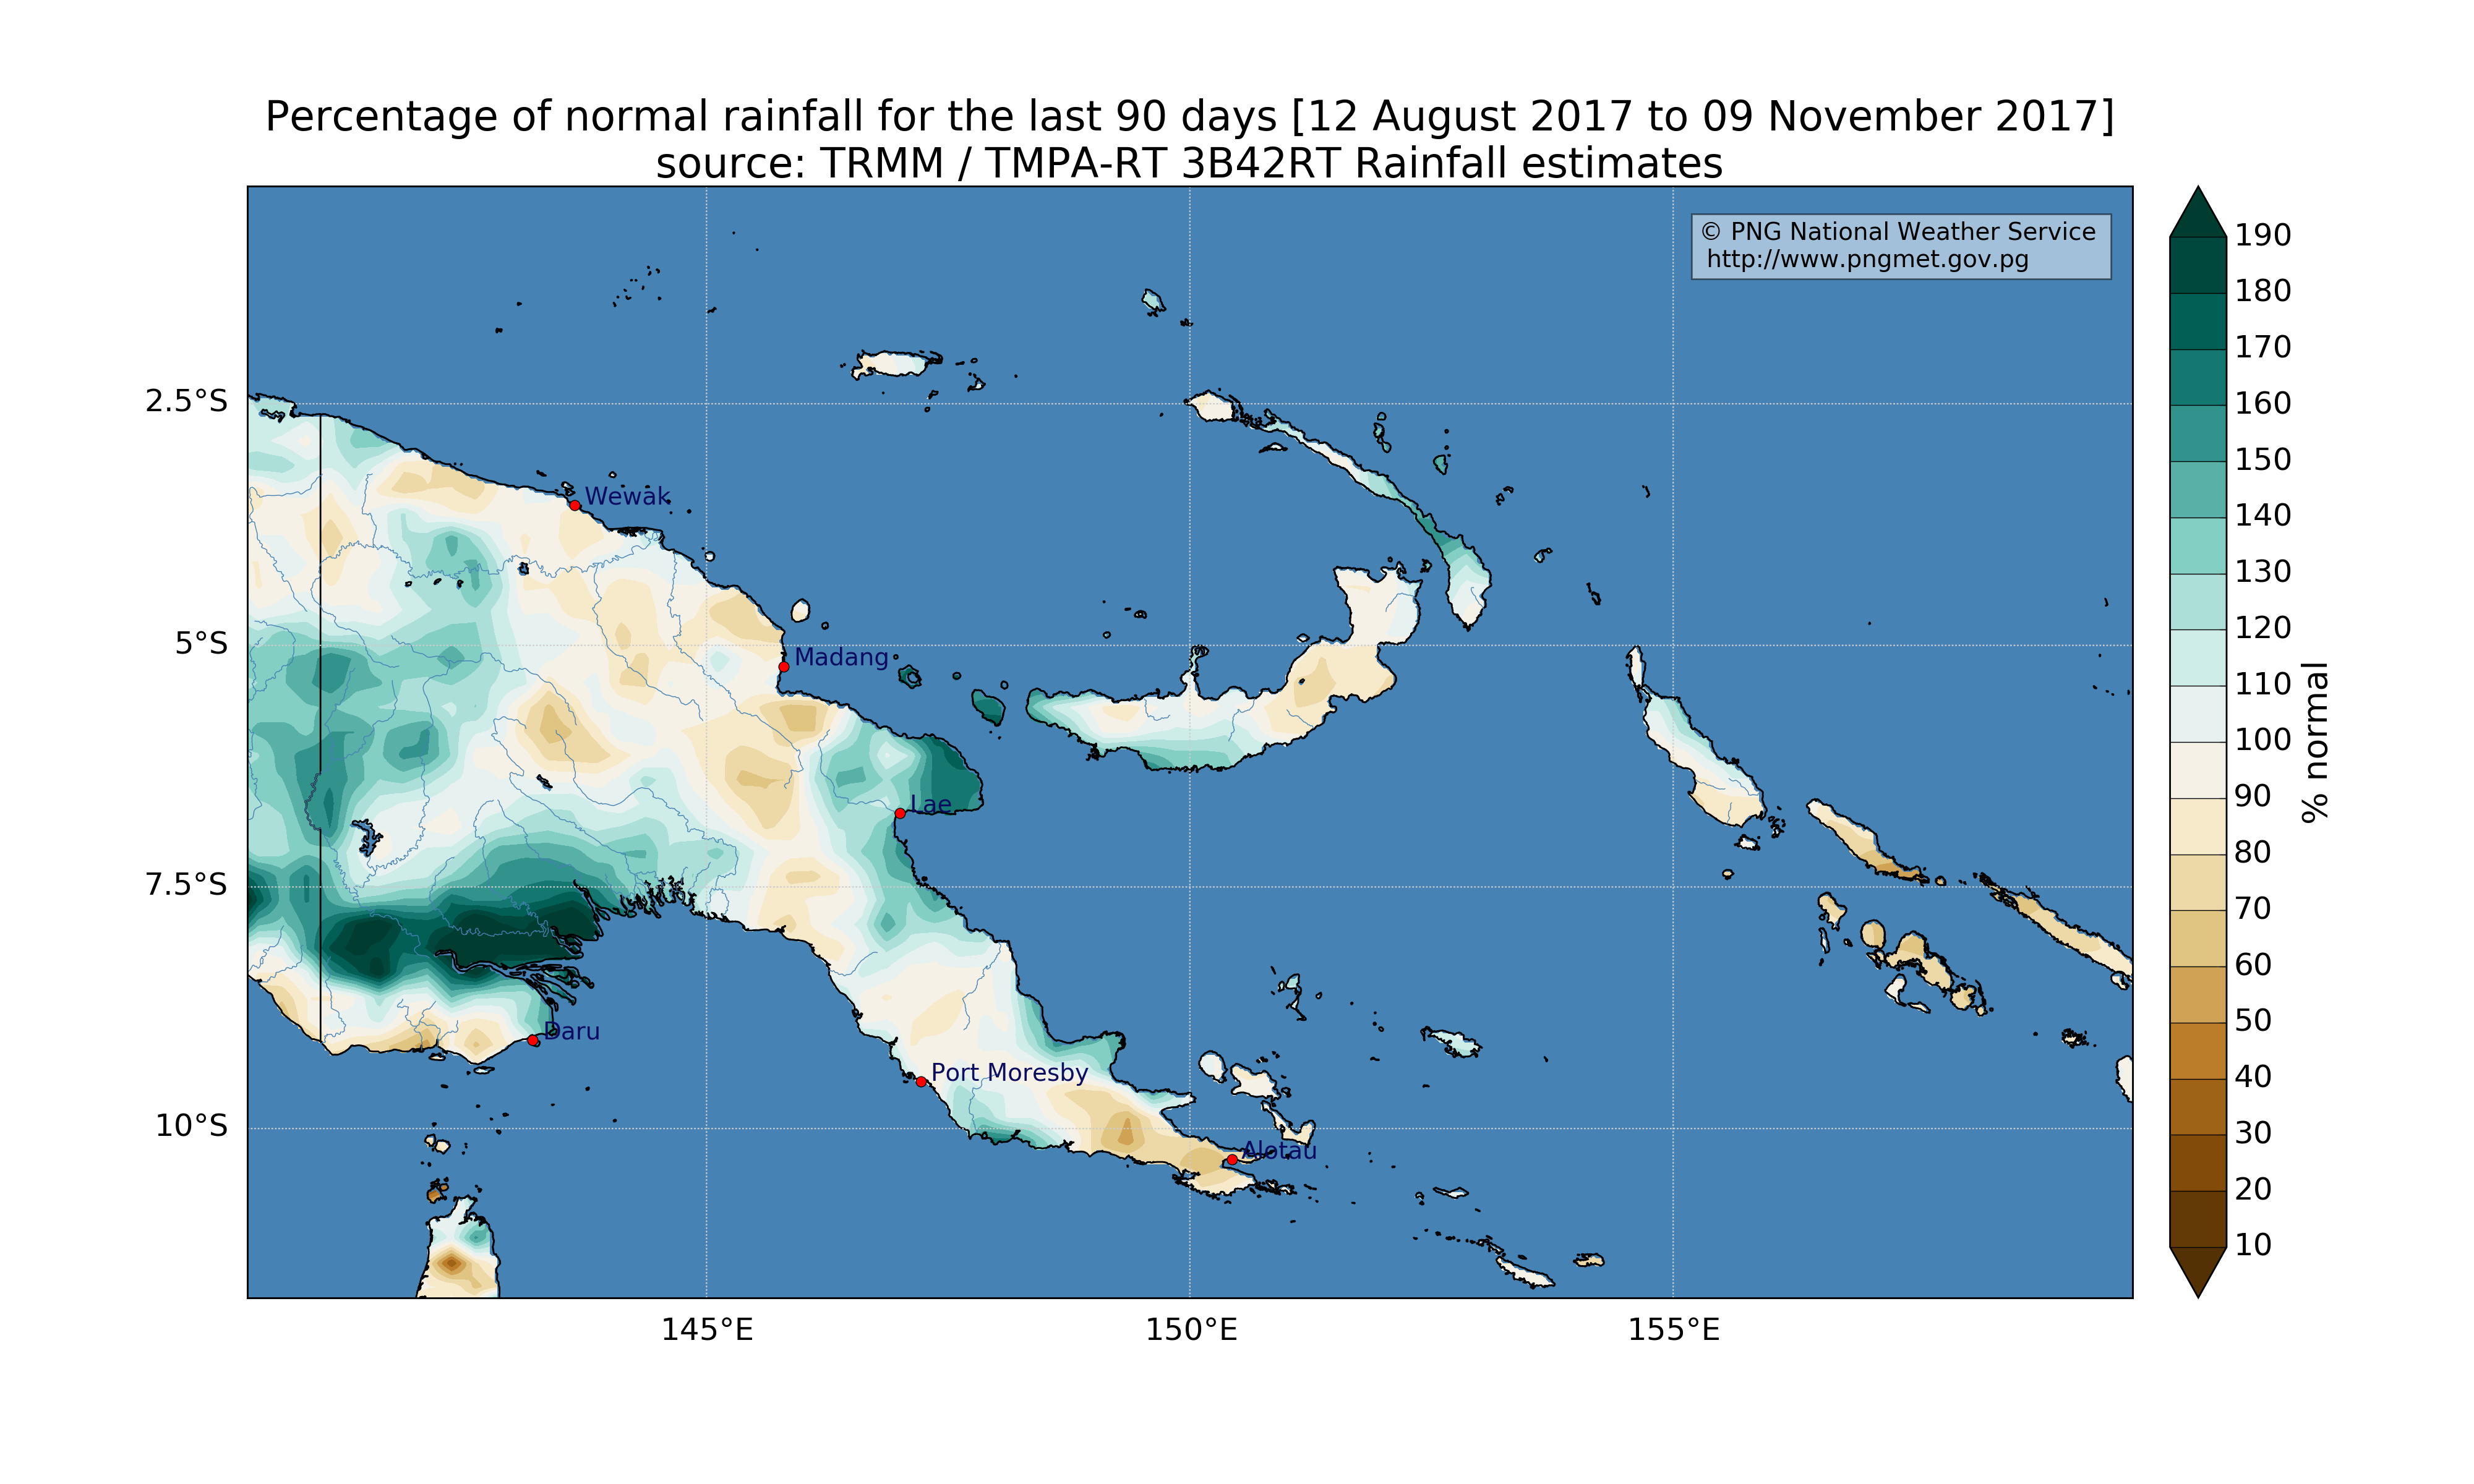 Percentage of normal rainfall for the last 90 days [12 August 2017 to 09 November 2017]
source: TRMM / TMPA-RT 3B42RT Rainfall estimates
© PNG National Weather Service
http://www.pngmet.gov.pg
2.5°S
5°S
7.5°S
10°S
145°E
150°E
155°E
Wewak
Madang
Lae
Daru
Port Moresby
Alotau
190
180
170
160
150
140
130
120
110
100
90
80
70
60
50
40
30
20
10
% normal